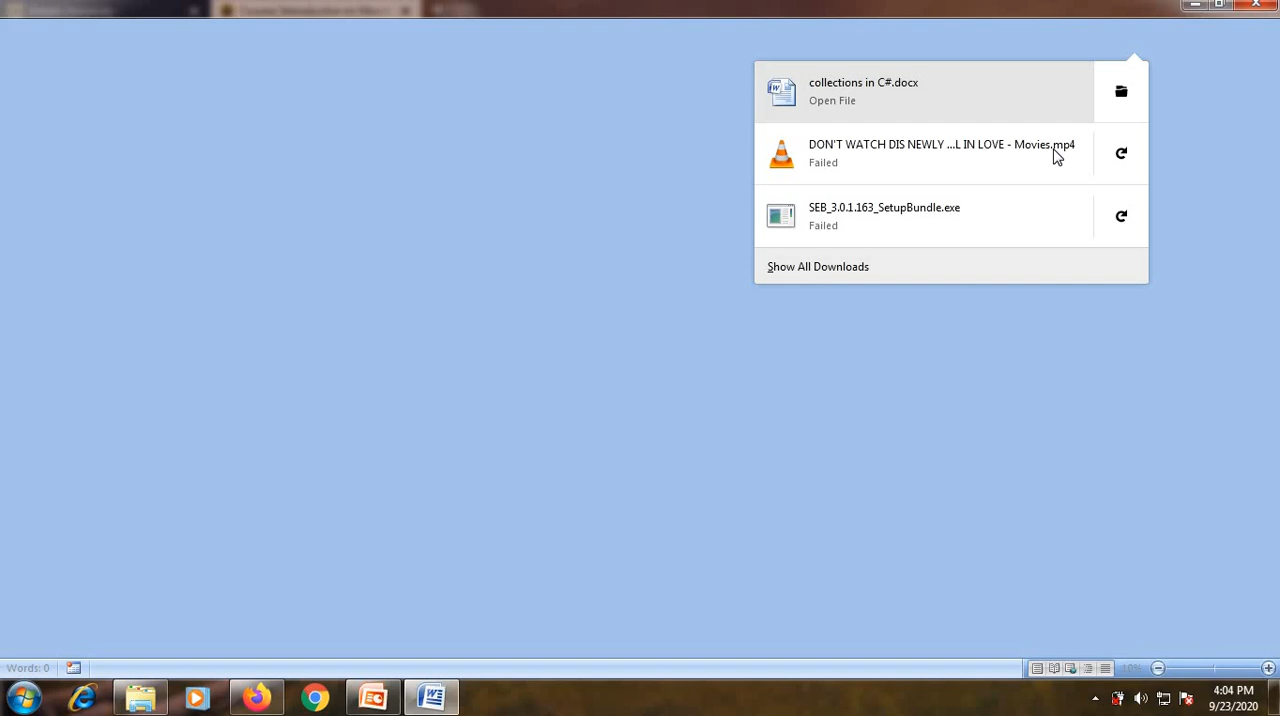 collections in C#.docx
Open File
DON'T WATCH DIS NEWLY ...L IN LOVE - Movies.mp4
Failed
SEB_3.0.1.163_SetupBundle.exe
Failed
Show All Downloads
Words: 0
10%
4:04 PM
9/23/2020